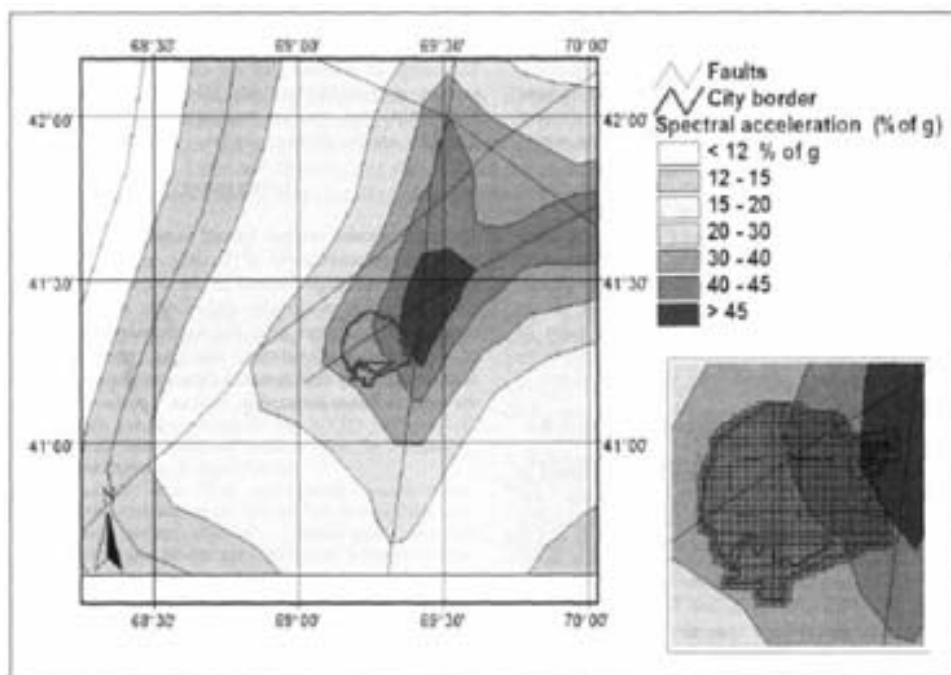 68°30' 69°00' 69°30' 70°00'
42°00' 42°00'
41°30' 41°30'
41°00' 41°00'
N
68°30' 69°00' 69°30' 70°00'
Faults
City border
Spectral acceleration (% of g)
< 12 % of g
12 - 15
15 - 20
20 - 30
30 - 40
40 - 45
> 45